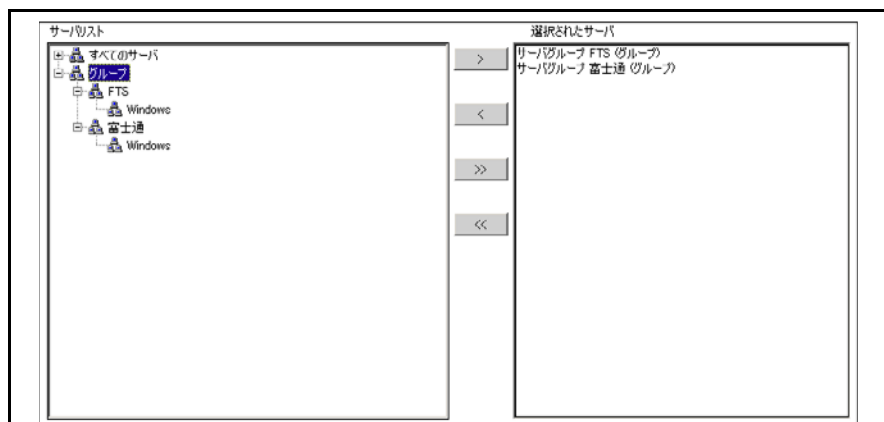 サーバリスト
すべてのサーバ
グループ
FTS
Windows
富士通
Windows
>
<
>>
<<
選択されたサーバ
サーバグループ FTS (グループ)
サーバグループ 富士通 (グループ)